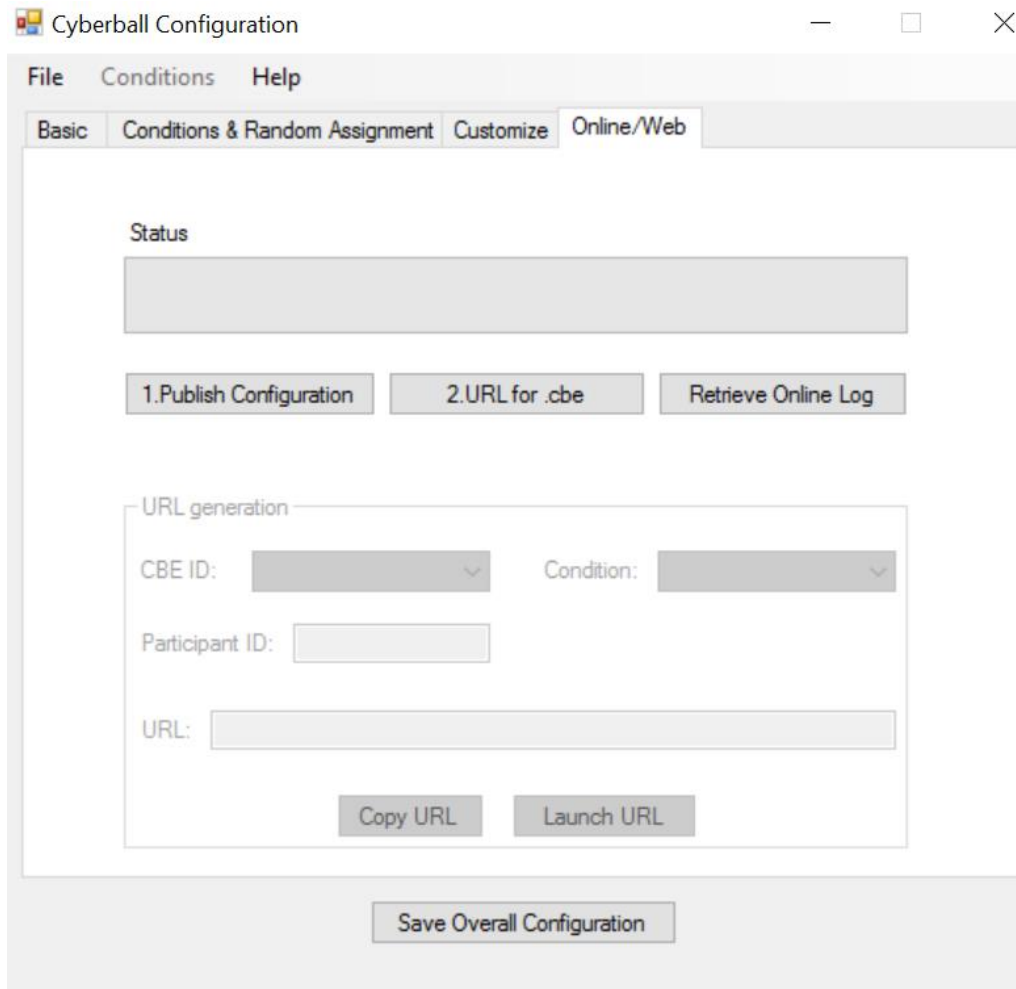 Cyberball Configuration
File Conditions Help
Basic Conditions & Random Assignment Customize Online/Web
Status
1.Publish Configuration 2.URL for .cbe Retrieve Online Log
URL generation
CBE ID: Condition:
Participant ID:
URL:
Copy URL Launch URL
Save Overall Configuration